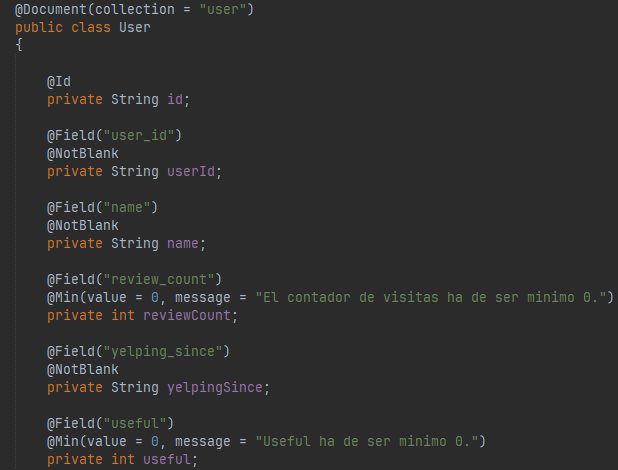 @Document(collection = "user")
public class User
{
@Id
private String id;
@Field("user_id")
@NotBlank
private String userId;
@Field("name")
@NotBlank
private String name;
@Field("review_count")
@Min(value = 0, message = "El contador de visitas ha de ser minimo 0.")
private int reviewCount;
@Field("yelping_since")
@NotBlank
private String yelpingSince;
@Field("useful")
@Min(value = 0, message = "Useful ha de ser minimo 0.")
private int useful;